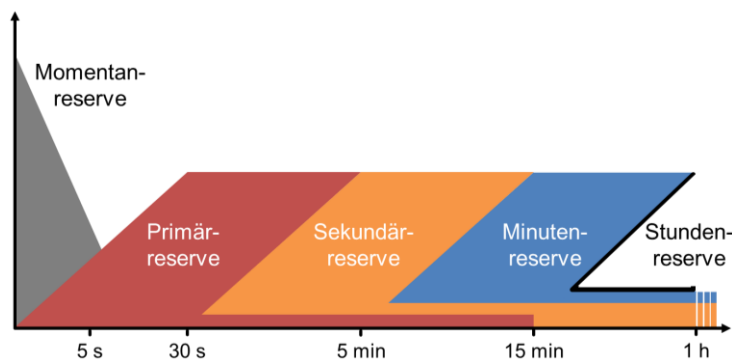 Momentan-
reserve
Primär-
reserve
Sekundär-
reserve
Minuten-
reserve
Stunden-
reserve
5 s
30 s
5 min
15 min
1 h